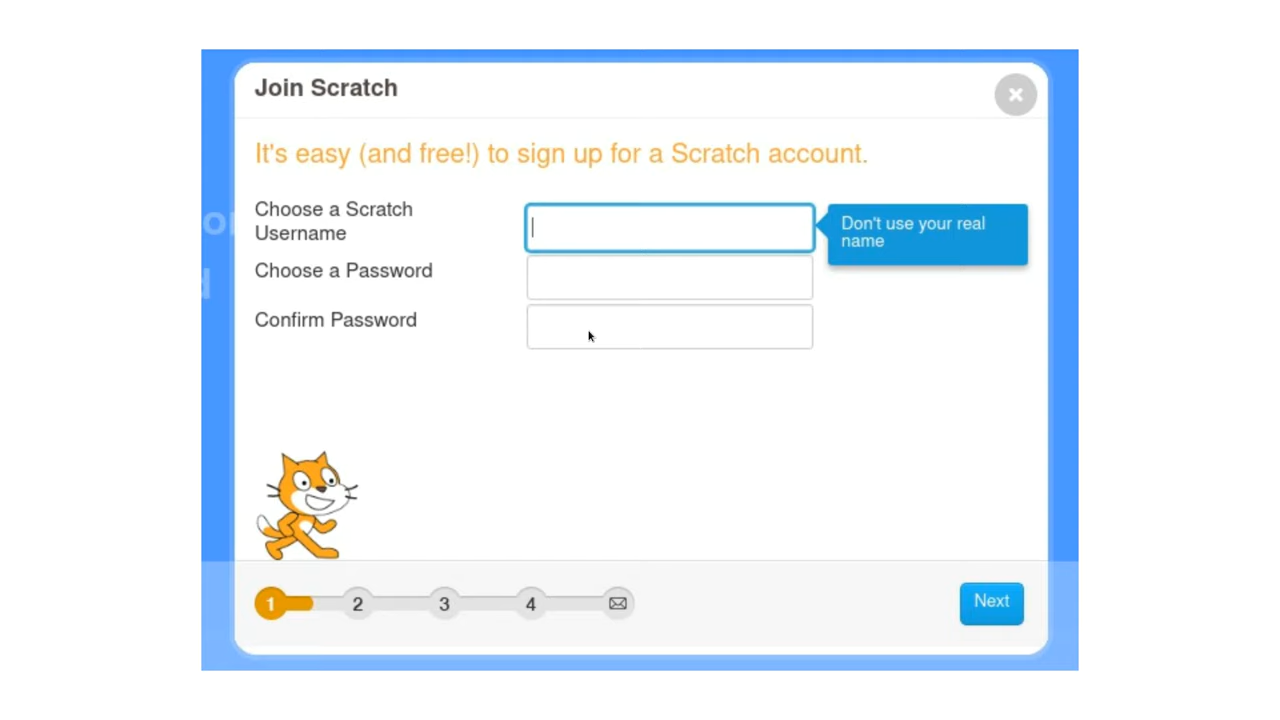 Join Scratch
It's easy (and free!) to sign up for a Scratch account.
Choose a Scratch
Username
Don't use your real
name
Choose a Password
Confirm Password
1 2 3 4
Next